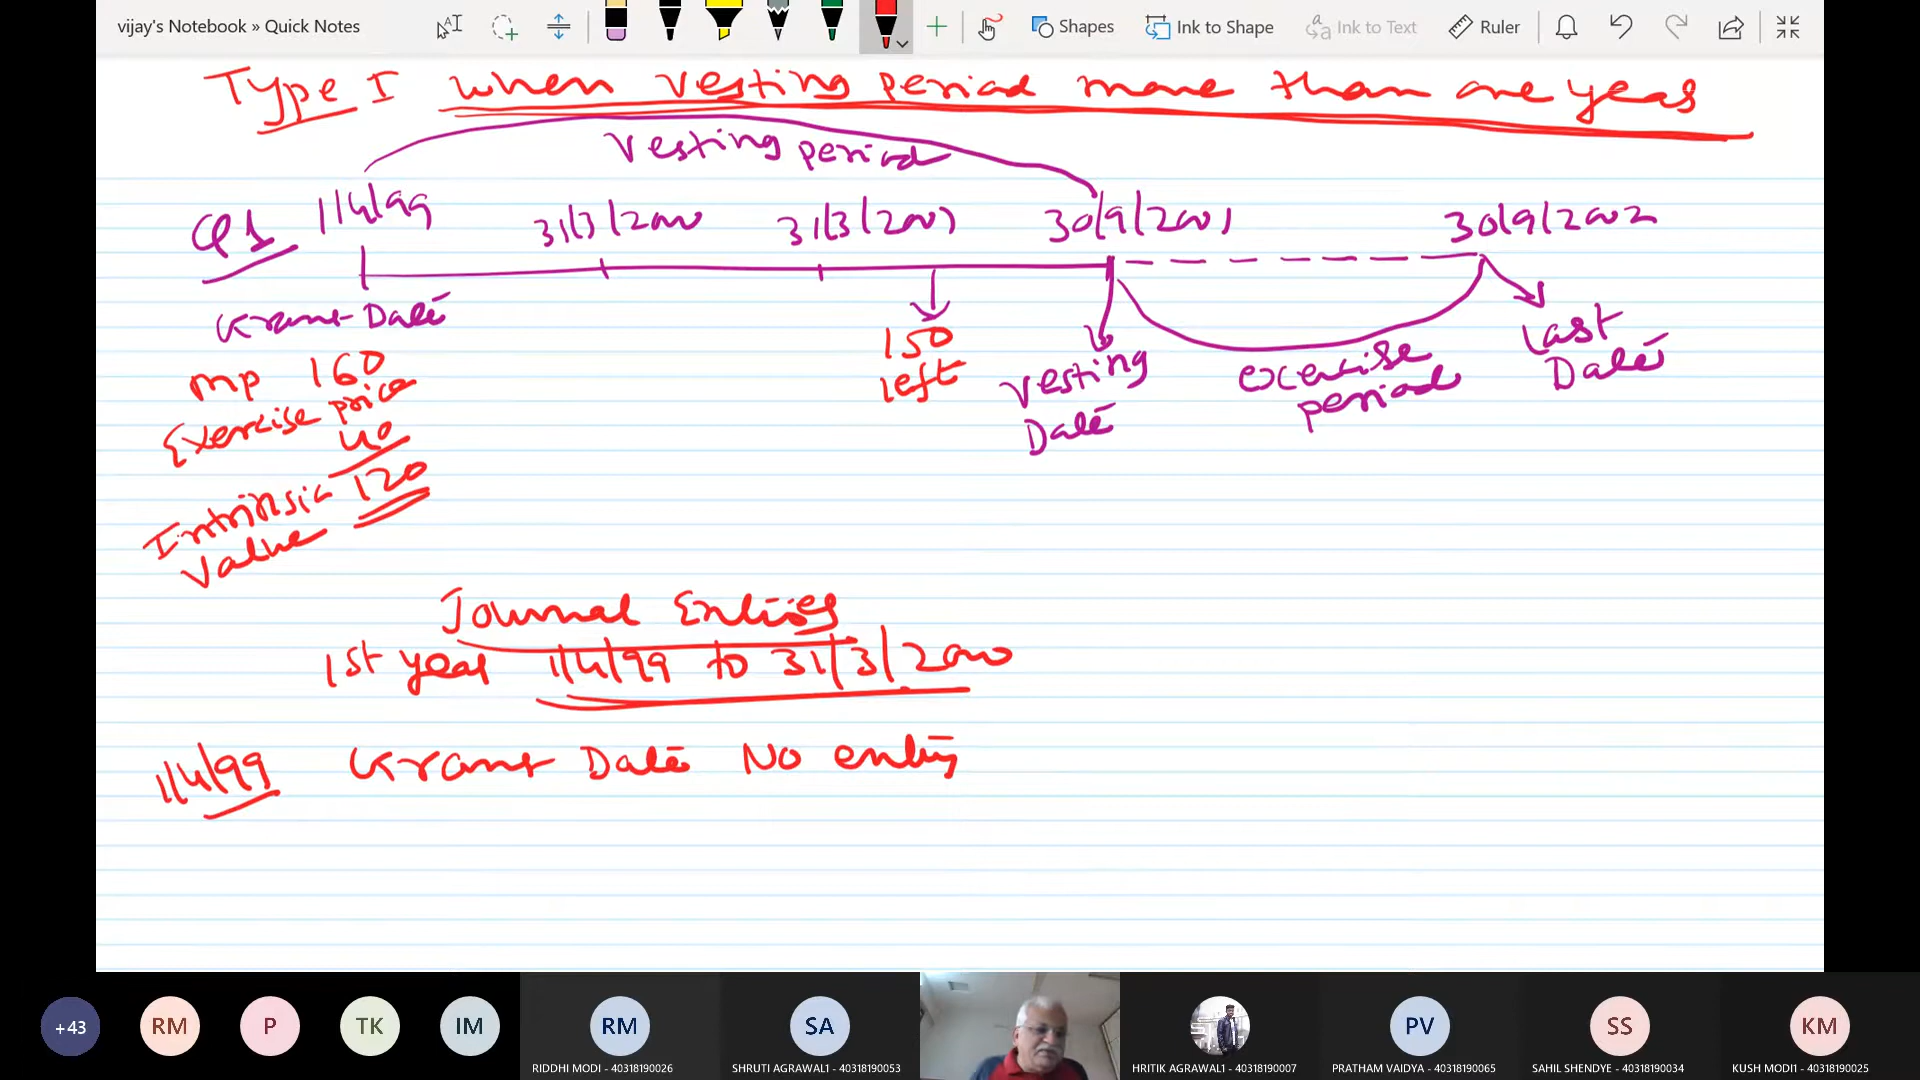 vijay's Notebook » Quick Notes
Shapes
Ink to Shape
Ink to Text
Ruler
Type I when vesting period more than one year
Vesting period
Q1 1/4/99 31/3/2000 31/3/2001 30/9/2001 30/9/2002
Grant Date
150
left
Vesting
Date
excercise
period
Last
Date
mp 160
Exercise price
40
Intrinsic 120
value
Journal Entries
1st year 1/4/99 to 31/3/2000
1/4/99 Grant Date No entry
+43
RM
P
TK
IM
RM
RIDDHI MODI - 40318190026
SA
SHRUTI AGRAWAL1 - 40318190053
HRITIK AGRAWAL1 - 40318190007
PV
PRATHAM VAIDYA - 40318190065
SS
SAHIL SHENDYE - 40318190034
KM
KUSH MODI1 - 40318190025